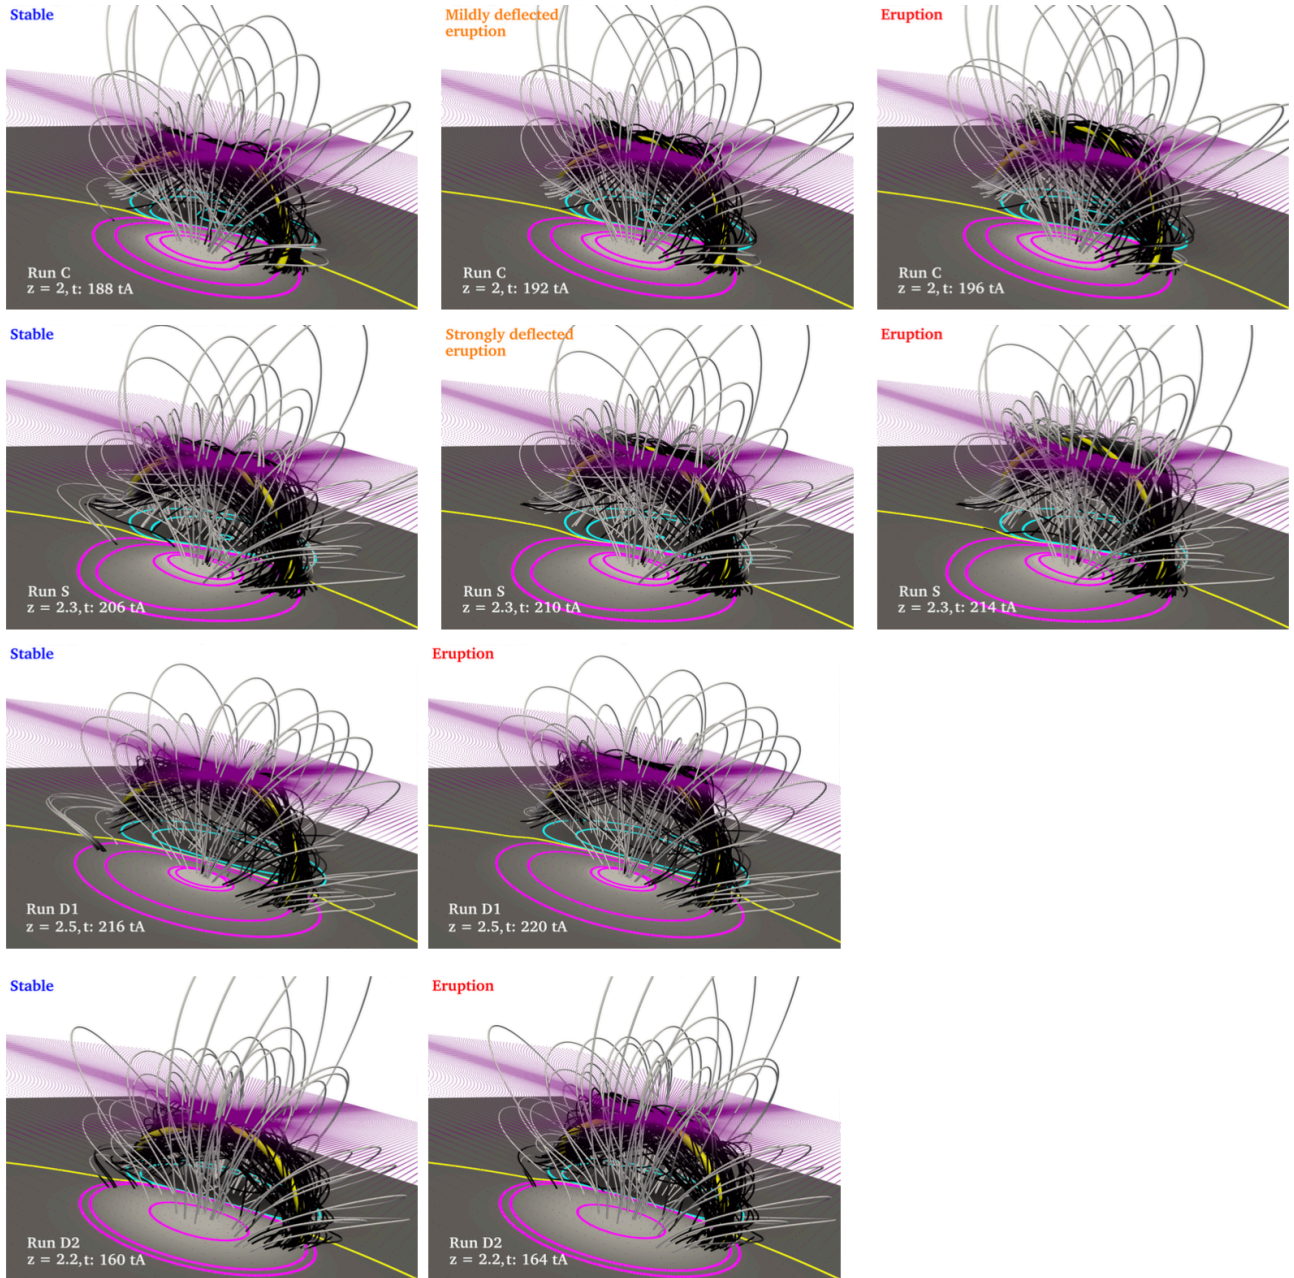 Stable
Mildly deflected
eruption
Eruption
Run C
z = 2, t: 188 tA
Run C
z = 2, t: 192 tA
Run C
z = 2, t: 196 tA
Stable
Strongly deflected
eruption
Eruption
Run S
z = 2.3, t: 206 tA
Run S
z = 2.3, t: 210 tA
Run S
z = 2.3, t: 214 tA
Stable
Eruption
Run D1
z = 2.5, t: 216 tA
Run D1
z = 2.5, t: 220 tA
Stable
Eruption
Run D2
z = 2.2, t: 160 tA
Run D2
z = 2.2, t: 164 tA